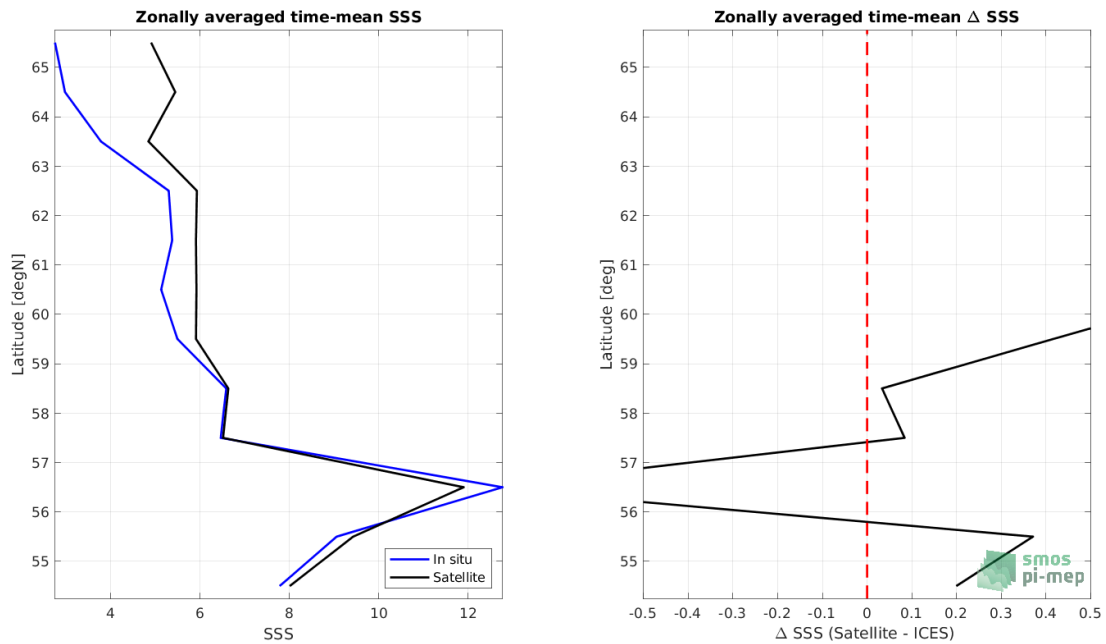 Zonally averaged time-mean SSS
65
64
63
62
61
60
59
58
57
56
55
Latitude [degN]
4 6 8 10 12
SSS
In situ
Satellite
Zonally averaged time-mean Δ SSS
65
64
63
62
61
60
59
58
57
56
55
Latitude [deg]
-0.5 -0.4 -0.3 -0.2 -0.1 0 0.1 0.2 0.3 0.4 0.5
Δ SSS (Satellite - ICES)
smos
pi-mep